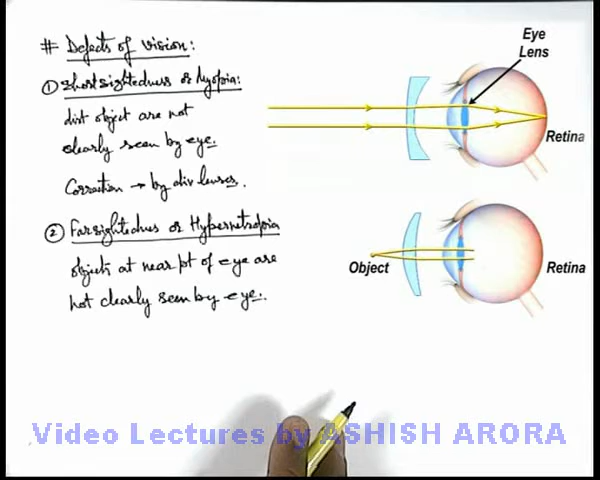 # Defects of vision:
① Shortsightedness or Myopia:
dist object are not
clearly seen by eye.
Correction → by div lenses.
② Farsightednes or Hypermetropia
objects at near pt of eye are
not clearly seen by eye.
Eye
Lens
Retina
Object
Retina
Video Lectures by ASHISH ARORA